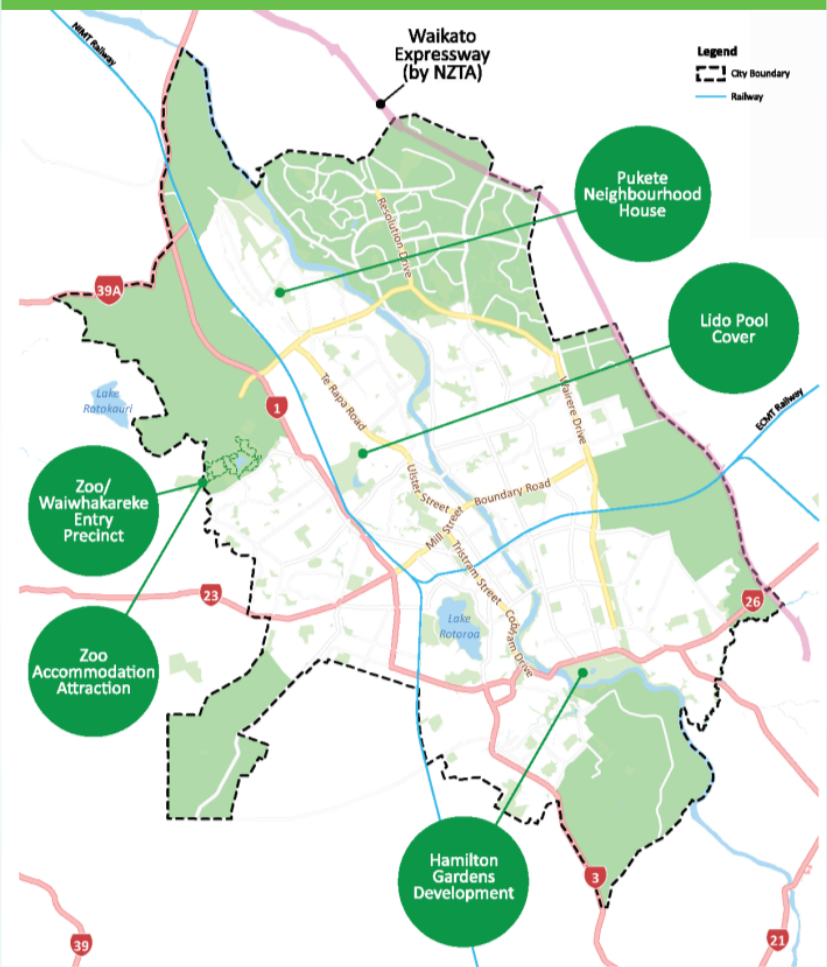 NIMT Railway
Waikato
Expressway
(by NZTA)
Legend
City Boundary
Railway
Pukete
Neighbourhood
House
Resolution Drive
39A
Lido Pool
Cover
Lake
Rotokauri
1
Te Rapa Road
Wairere Drive
ECMT Railway
Zoo/
Waiwhakareke
Entry
Precinct
Ulster Street
Boundary Road
Mill Street
Tristram Street
23
26
Lake
Rotoroa
Cobham Drive
Zoo
Accommodation
Attraction
Hamilton
Gardens
Development
3
39
21